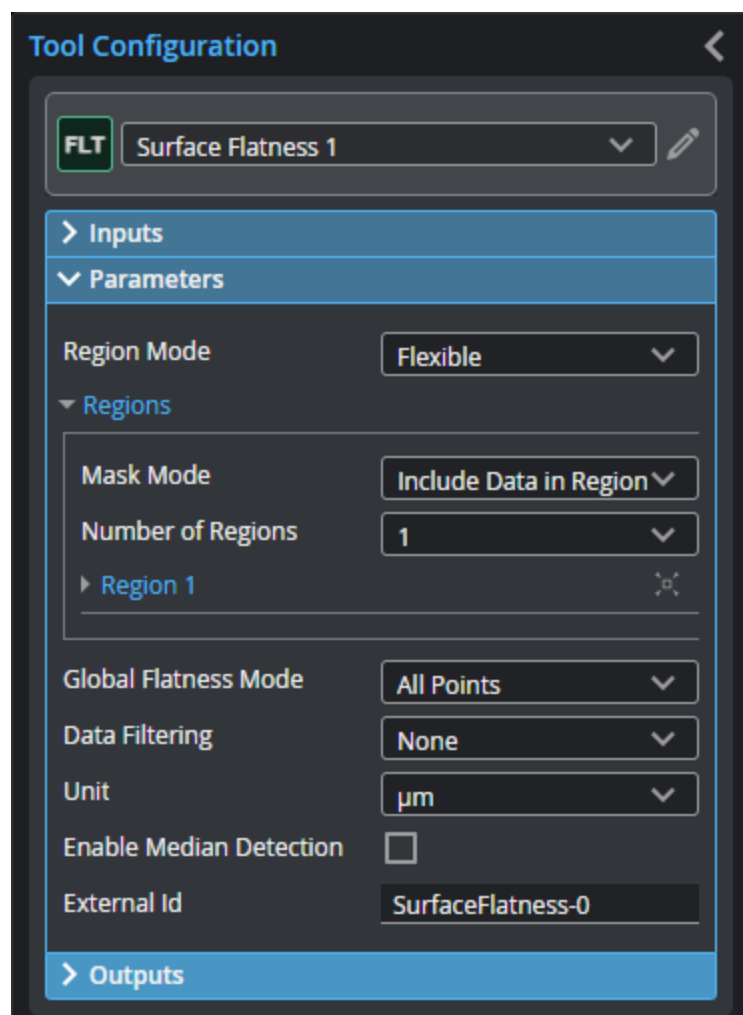 Tool Configuration
FLT Surface Flatness 1
Inputs
Parameters
Region Mode Flexible
Regions
Mask Mode Include Data in Region
Number of Regions 1
Region 1
Global Flatness Mode All Points
Data Filtering None
Unit µm
Enable Median Detection
External Id SurfaceFlatness-0
Outputs